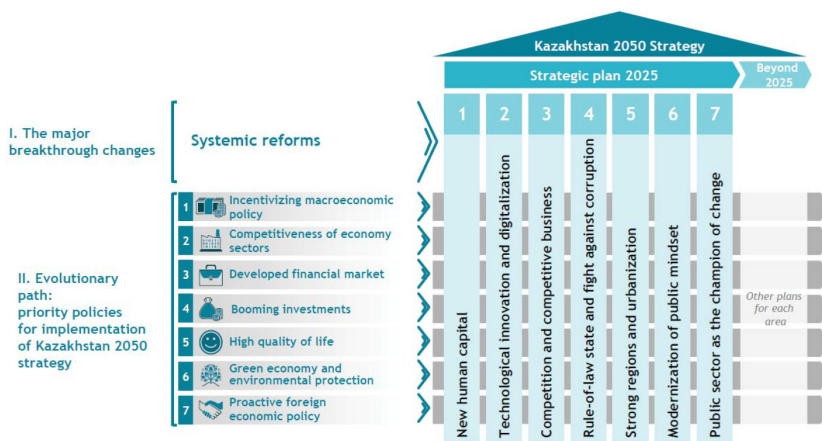 Kazakhstan 2050 Strategy
Strategic plan 2025
Beyond
2025
I. The major
breakthrough changes
Systemic reforms
1
2
3
4
5
6
7
New human capital
Technological innovation and digitalization
Competition and competitive business
Rule-of-law state and fight against corruption
Strong regions and urbanization
Modernization of public mindset
Public sector as the champion of change
II. Evolutionary
path:
priority policies
for implementation
of Kazakhstan 2050
strategy
1
Incentivizing macroeconomic
policy
2
Competitiveness of economy
sectors
3
Developed financial market
4
Booming investments
5
High quality of life
6
Green economy and
environmental protection
7
Proactive foreign
economic policy
Other plans
for each
area